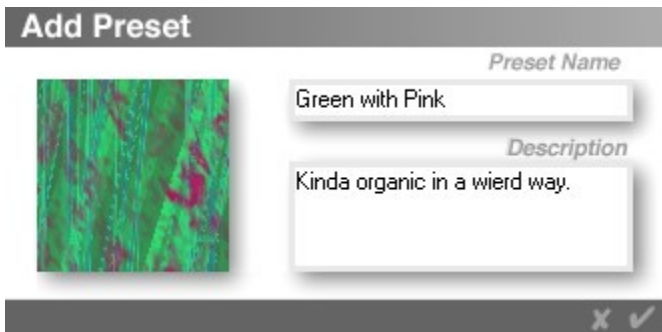 Add Preset
Preset Name
Green with Pink
Description
Kinda organic in a wierd way.